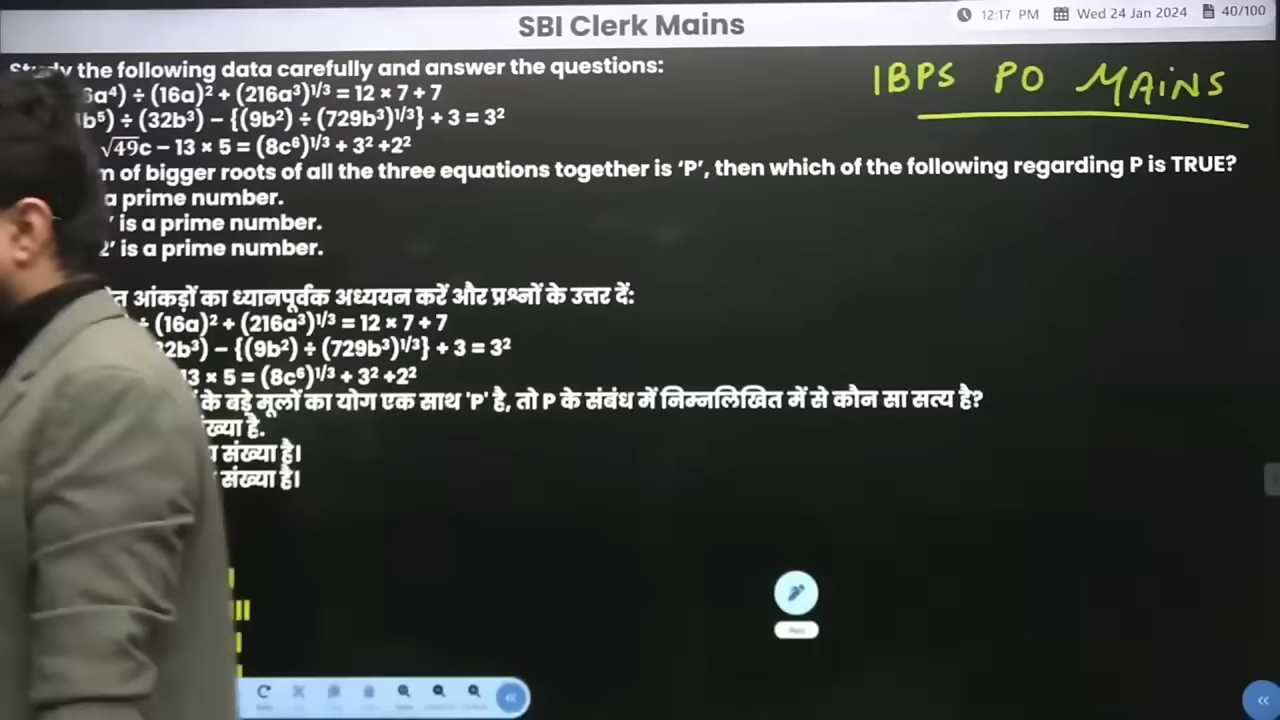 SBI Clerk Mains
12:17 PM Wed 24 Jan 2024 40/100
IBPS PO MAINS
the following data carefully and answer the questions:
6a⁴) ÷ (16a)² + (216a³)¹/³ = 12 × 7 + 7
b⁵) ÷ (32b³) − {(9b²) ÷ (729b³)¹/³} + 3 = 3²
√49c − 13 × 5 = (8c⁶)¹/³ + 3² +2²
of bigger roots of all the three equations together is ‘P’, then which of the following regarding P is TRUE?
a prime number.
’ is a prime number.
2’ is a prime number.
आंकड़ों का ध्यानपूर्वक अध्ययन करें और प्रश्नों के उत्तर दें:
÷ (16a)² + (216a³)¹/³ = 12 × 7 + 7
2b³) − {(9b²) ÷ (729b³)¹/³} + 3 = 3²
13 × 5 = (8c⁶)¹/³ + 3² +2²
के बड़े मूलों का योग एक साथ 'P' है, तो P के संबंध में निम्नलिखित में से कौन सा सत्य है?
है.
संख्या है।
संख्या है।